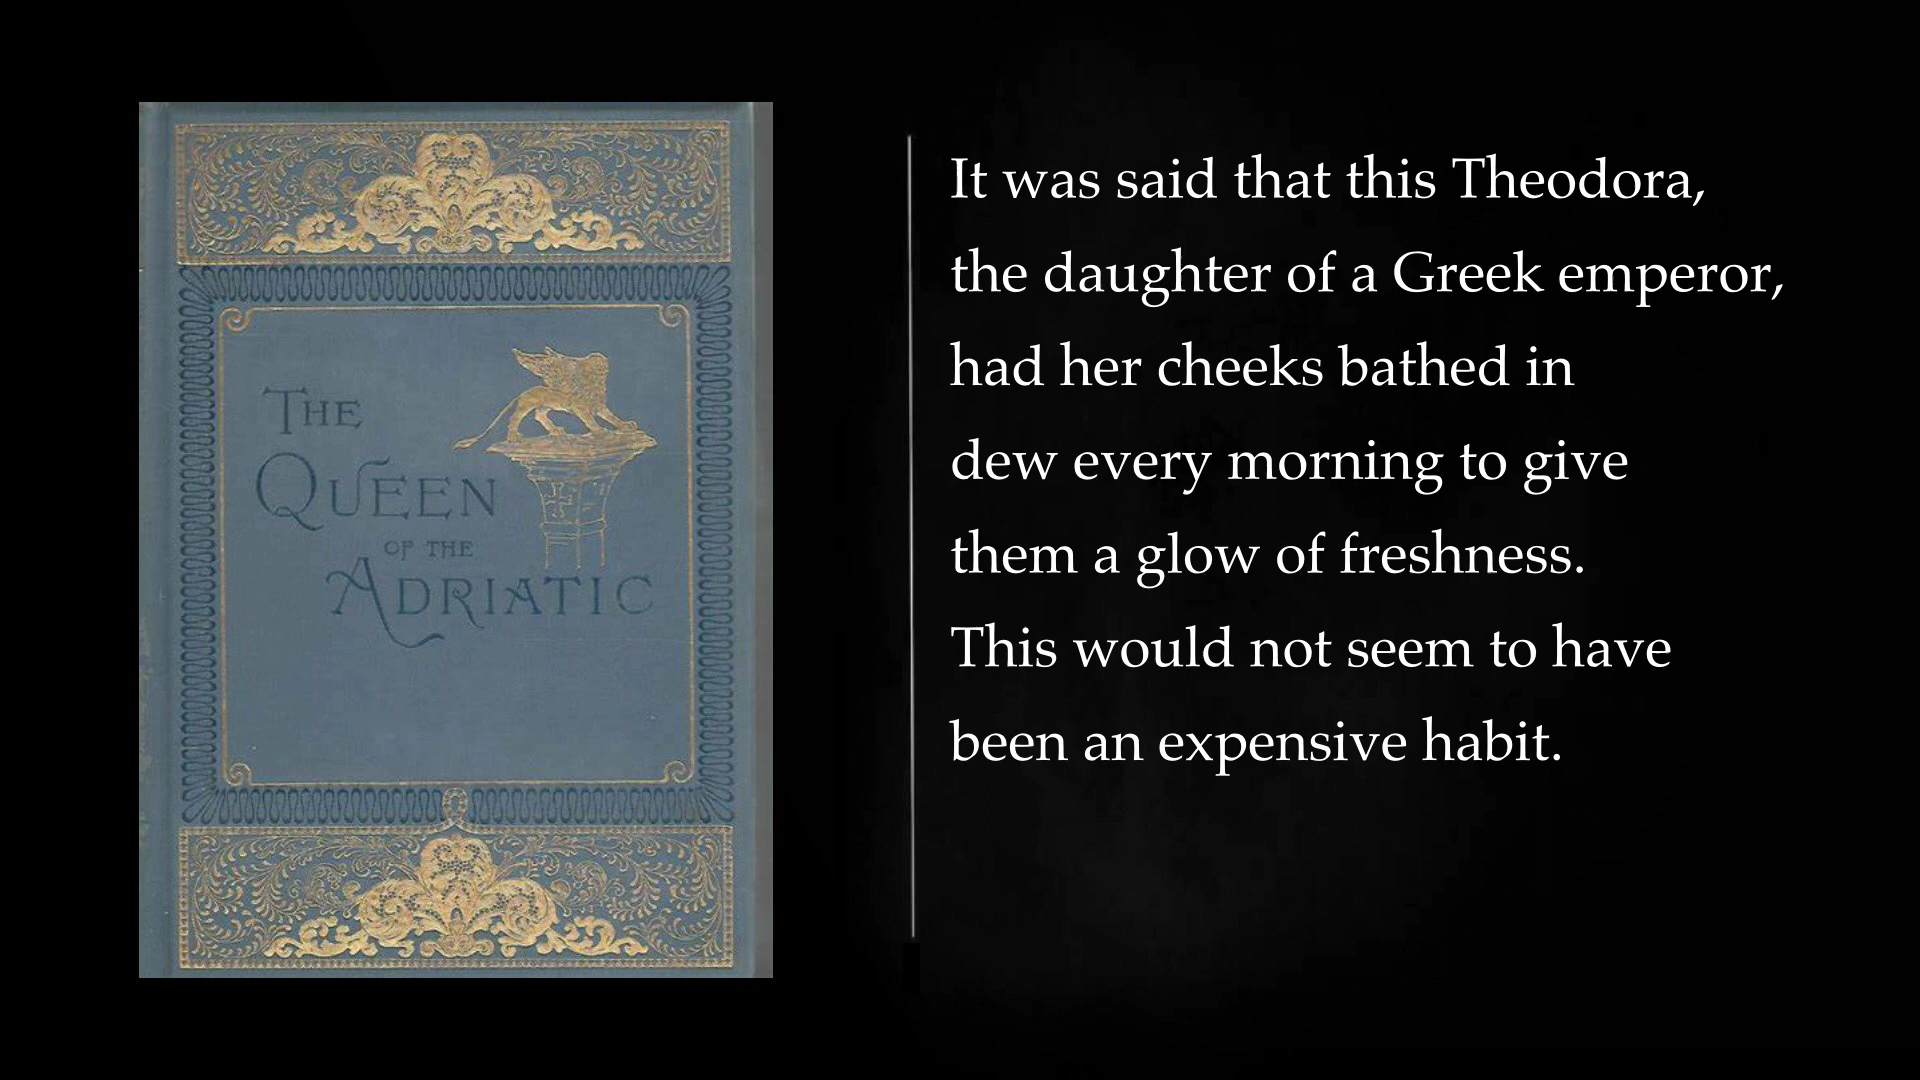 THE
QUEEN
OF THE
ADRIATIC
It was said that this Theodora,
the daughter of a Greek emperor,
had her cheeks bathed in
dew every morning to give
them a glow of freshness.
This would not seem to have
been an expensive habit.